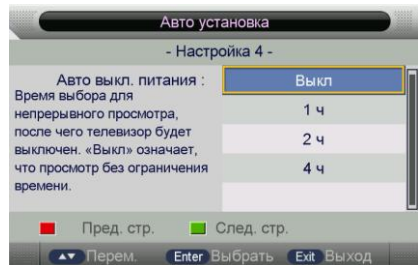 Авто установка
- Настройка 4 -
Авто выкл. питания :
Время выбора для
непрерывного просмотра,
после чего телевизор будет
выключен. «Выкл» означает,
что просмотр без ограничения
времени.
Выкл
1 ч
2 ч
4 ч
Пред. стр.
След. стр.
Перем.
Enter Выбрать
Exit Выход